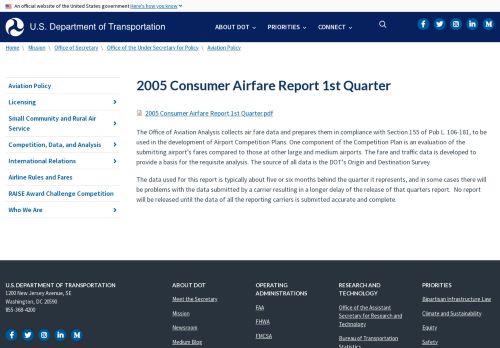 An official website of the United States government Here's how you know
U.S. Department of Transportation
ABOUT DOT
PRIORITIES
CONNECT
Home \ Mission \ Office of Secretary \ Office of the Under Secretary for Policy \ Aviation Policy
Aviation Policy
Licensing
Small Community and Rural Air
Service
Competition, Data, and Analysis
International Relations
Airline Rules and Fares
RAISE Award Challenge Competition
Who We Are
2005 Consumer Airfare Report 1st Quarter
2005 Consumer Airfare Report 1st Quarter.pdf
The Office of Aviation Analysis collects air fare data and prepares them in compliance with Section 155 of Pub L. 106-181, to be
used in the development of Airport Competition Plans. One component of the Competition Plan is an evaluation of the
submitting airport's fares compared to those at other large and medium airports. The fare and traffic data is developed to
provide a basis for the requisite analysis. The source of all data is the DOT's Origin and Destination Survey.
The data used for this report is typically about five or six months behind the quarter it represents, and in some cases there will
be problems with the data submitted by a carrier resulting in a longer delay of the release of that quarters report. No report
will be released until the data of all the reporting carriers is submitted accurate and complete.
U.S. DEPARTMENT OF TRANSPORTATION
1200 New Jersey Avenue, SE
Washington, DC 20590
855-368-4200
ABOUT DOT
Meet the Secretary
Mission
Newsroom
Medium Blog
OPERATING
ADMINISTRATIONS
FAA
FHWA
FMCSA
RESEARCH AND
TECHNOLOGY
Office of the Assistant
Secretary for Research and
Technology
Bureau of Transportation
Statistics
PRIORITIES
Bipartisan Infrastructure Law
Climate and Sustainability
Equity
Safety